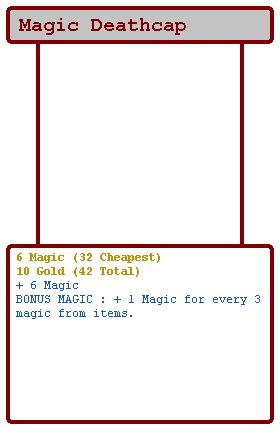 Magic Deathcap
6 Magic (32 Cheapest)
10 Gold (42 Total)
+ 6 Magic
BONUS MAGIC : + 1 Magic for every 3
magic from items.